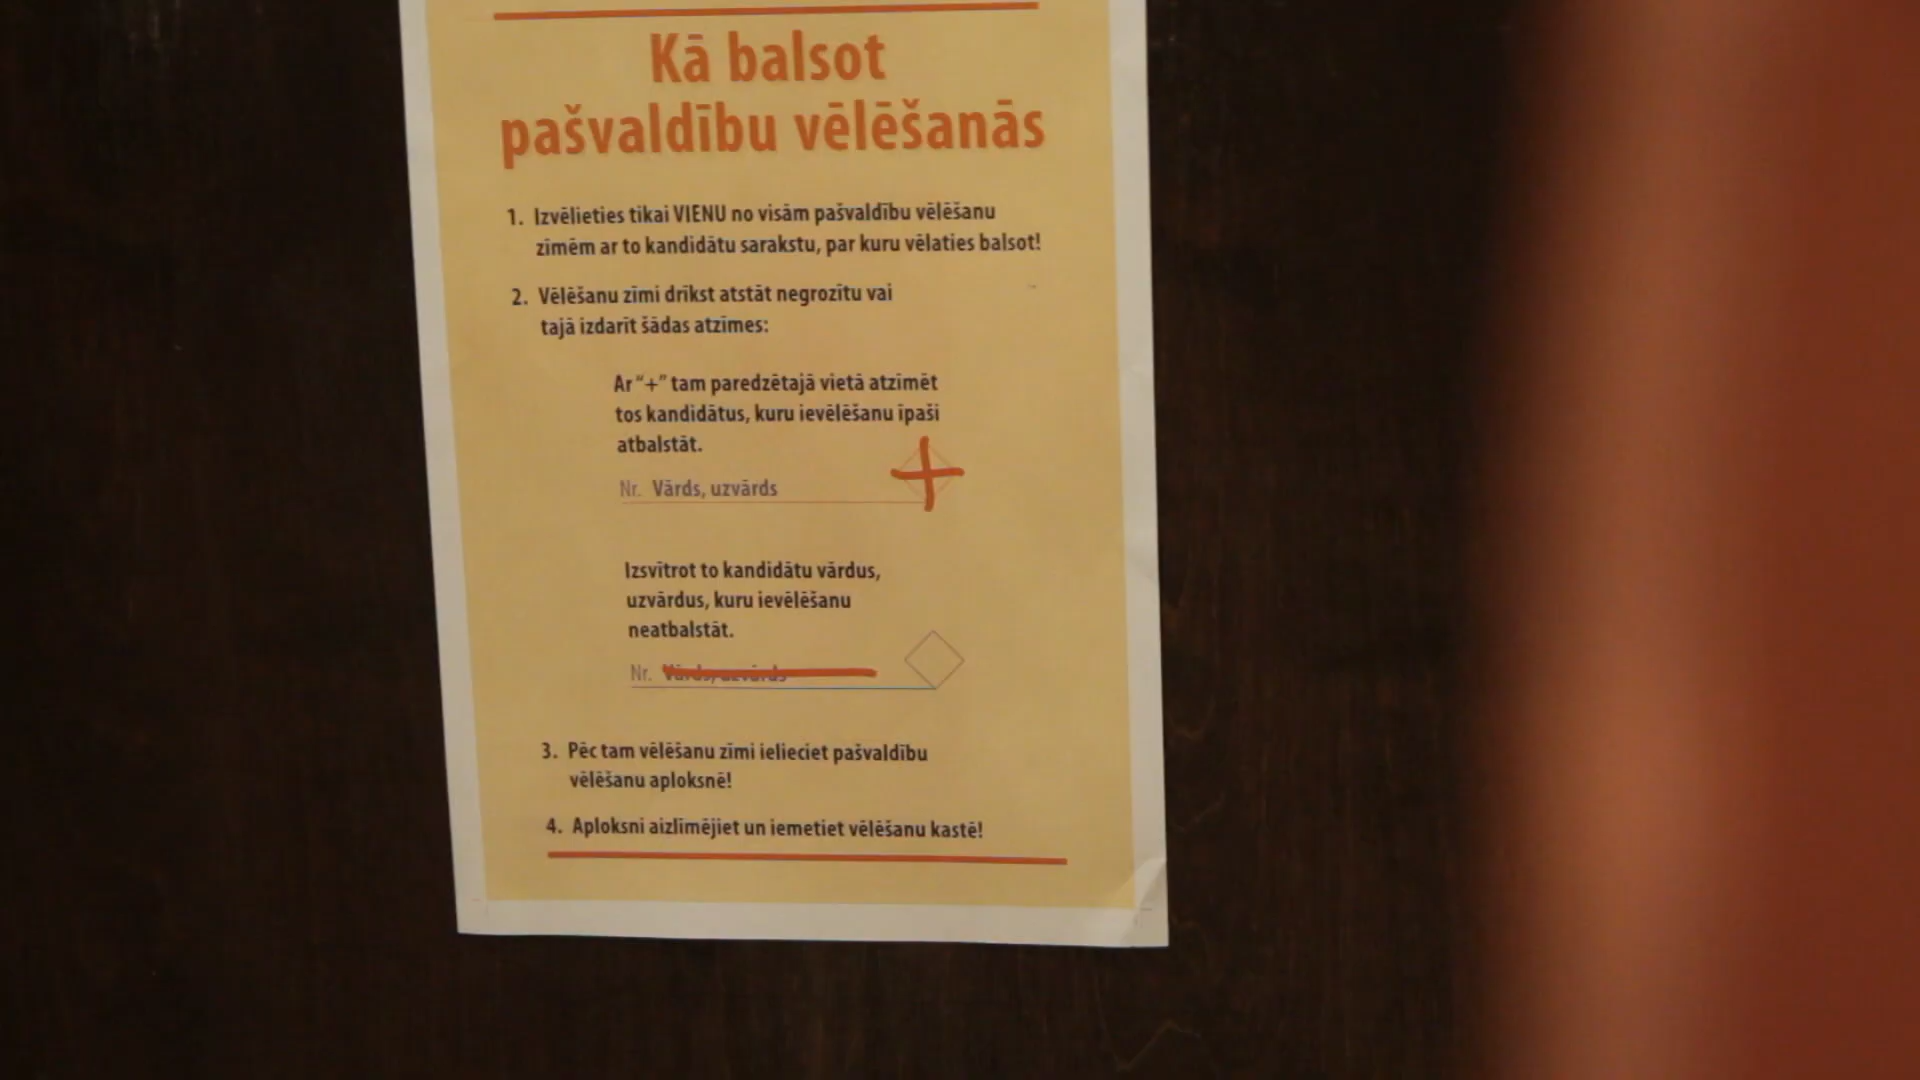 Kā balsot
pašvaldību vēlēšanās
1. Izvēlieties tikai VIENU no visām pašvaldību vēlēšanu
zīmēm ar to kandidātu sarakstu, par kuru vēlaties balsot!
2. Vēlēšanu zīmi drīkst atstāt negrozītu vai
tajā izdarīt šādas atzīmes:
Ar “+” tam paredzētajā vietā atzīmēt
tos kandidātus, kuru ievēlēšanu īpaši
atbalstāt.
Nr. Vārds, uzvārds
Izsvītrot to kandidātu vārdus,
uzvārdus, kuru ievēlēšanu
neatbalstāt.
Nr. Vārds, uzvārds
3. Pēc tam vēlēšanu zīmi ielieciet pašvaldību
vēlēšanu aploksnē!
4. Aploksni aizlīmējiet un iemetiet vēlēšanu kastē!